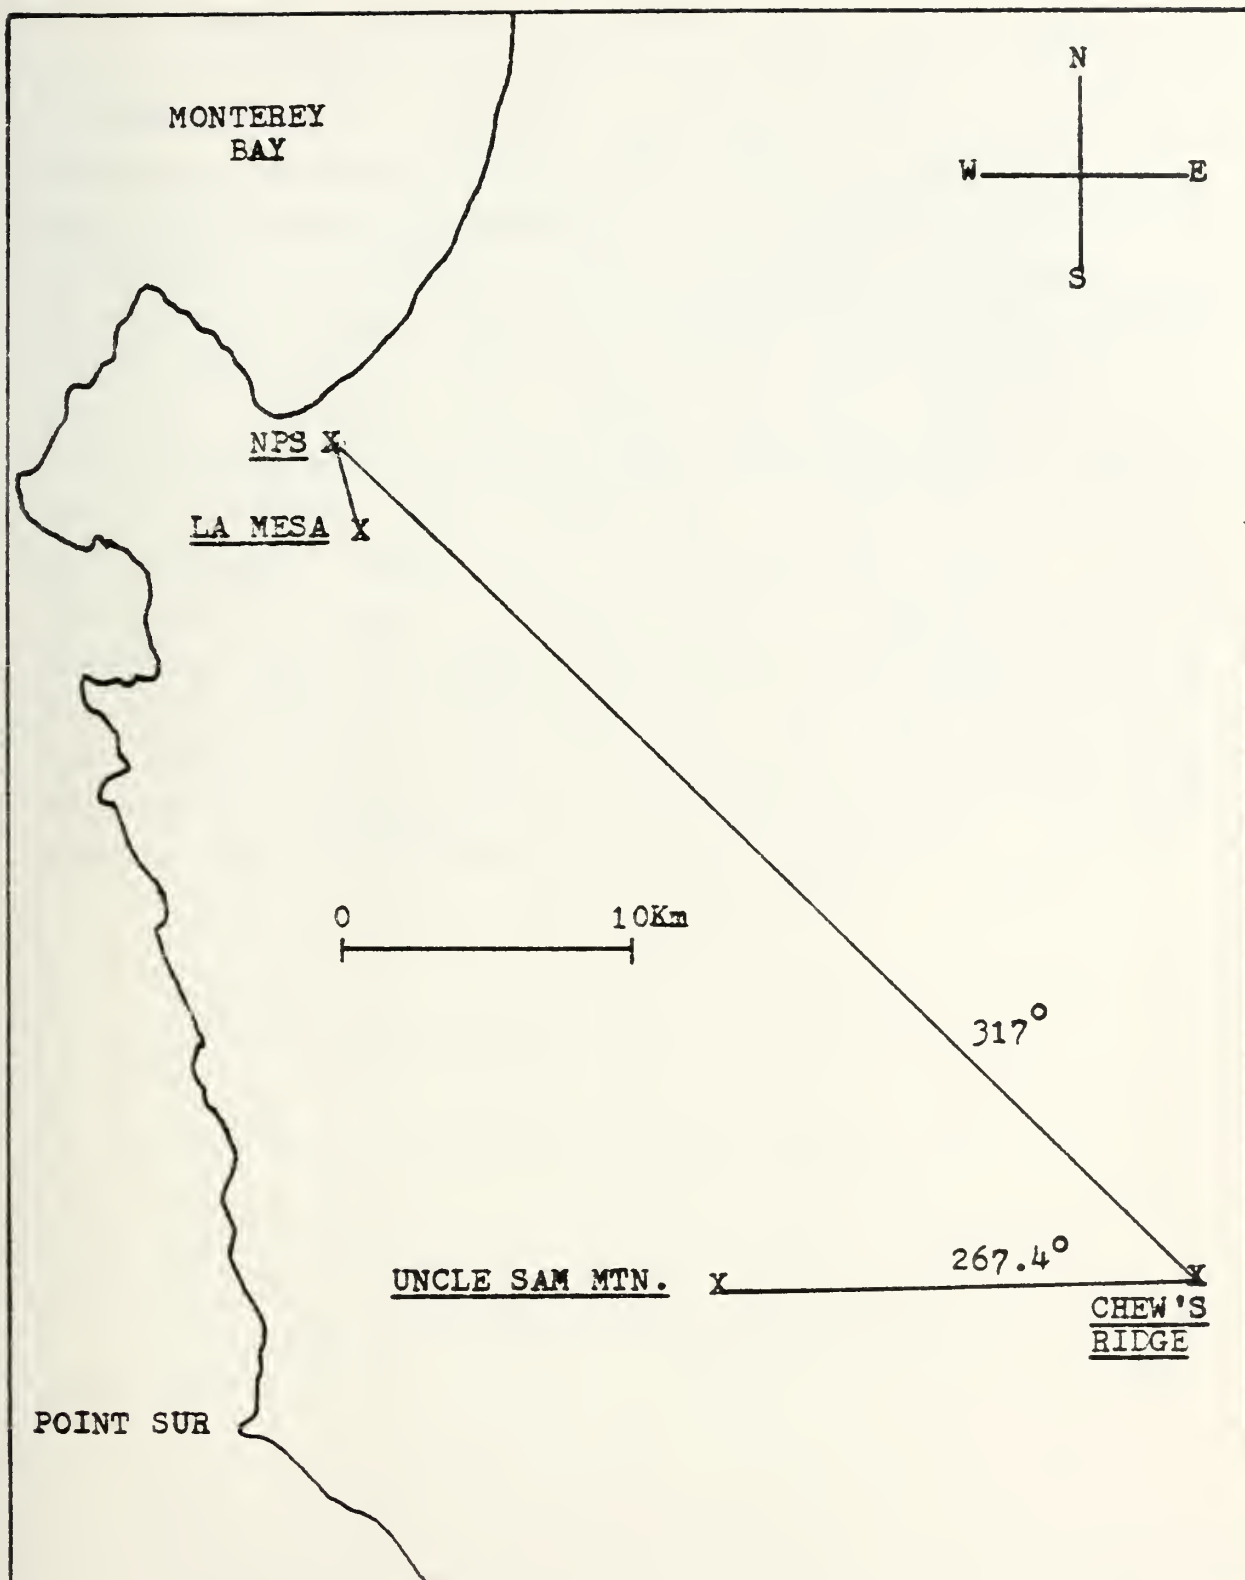 MONTEREY
BAY
N
W
E
S
NPS X
LA MESA X
0 10Km
317°
267.4°
UNCLE SAM MTN. X
X
CHEW'S
RIDGE
POINT SUR